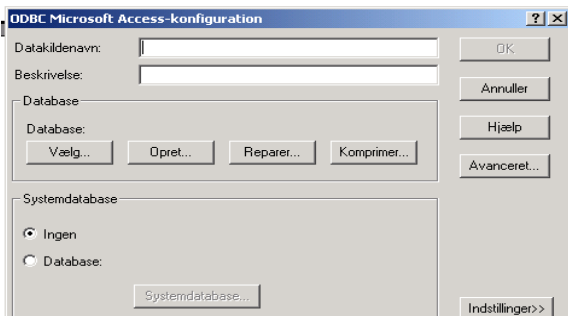 ODBC Microsoft Access-konfiguration
Datakildenavn:
OK
Beskrivelse:
Annuller
Database
Database:
Hjælp
Vælg...
Opret...
Reparer...
Komprimer...
Avanceret...
Systemdatabase
Ingen
Database:
Systemdatabase...
Indstillinger>>